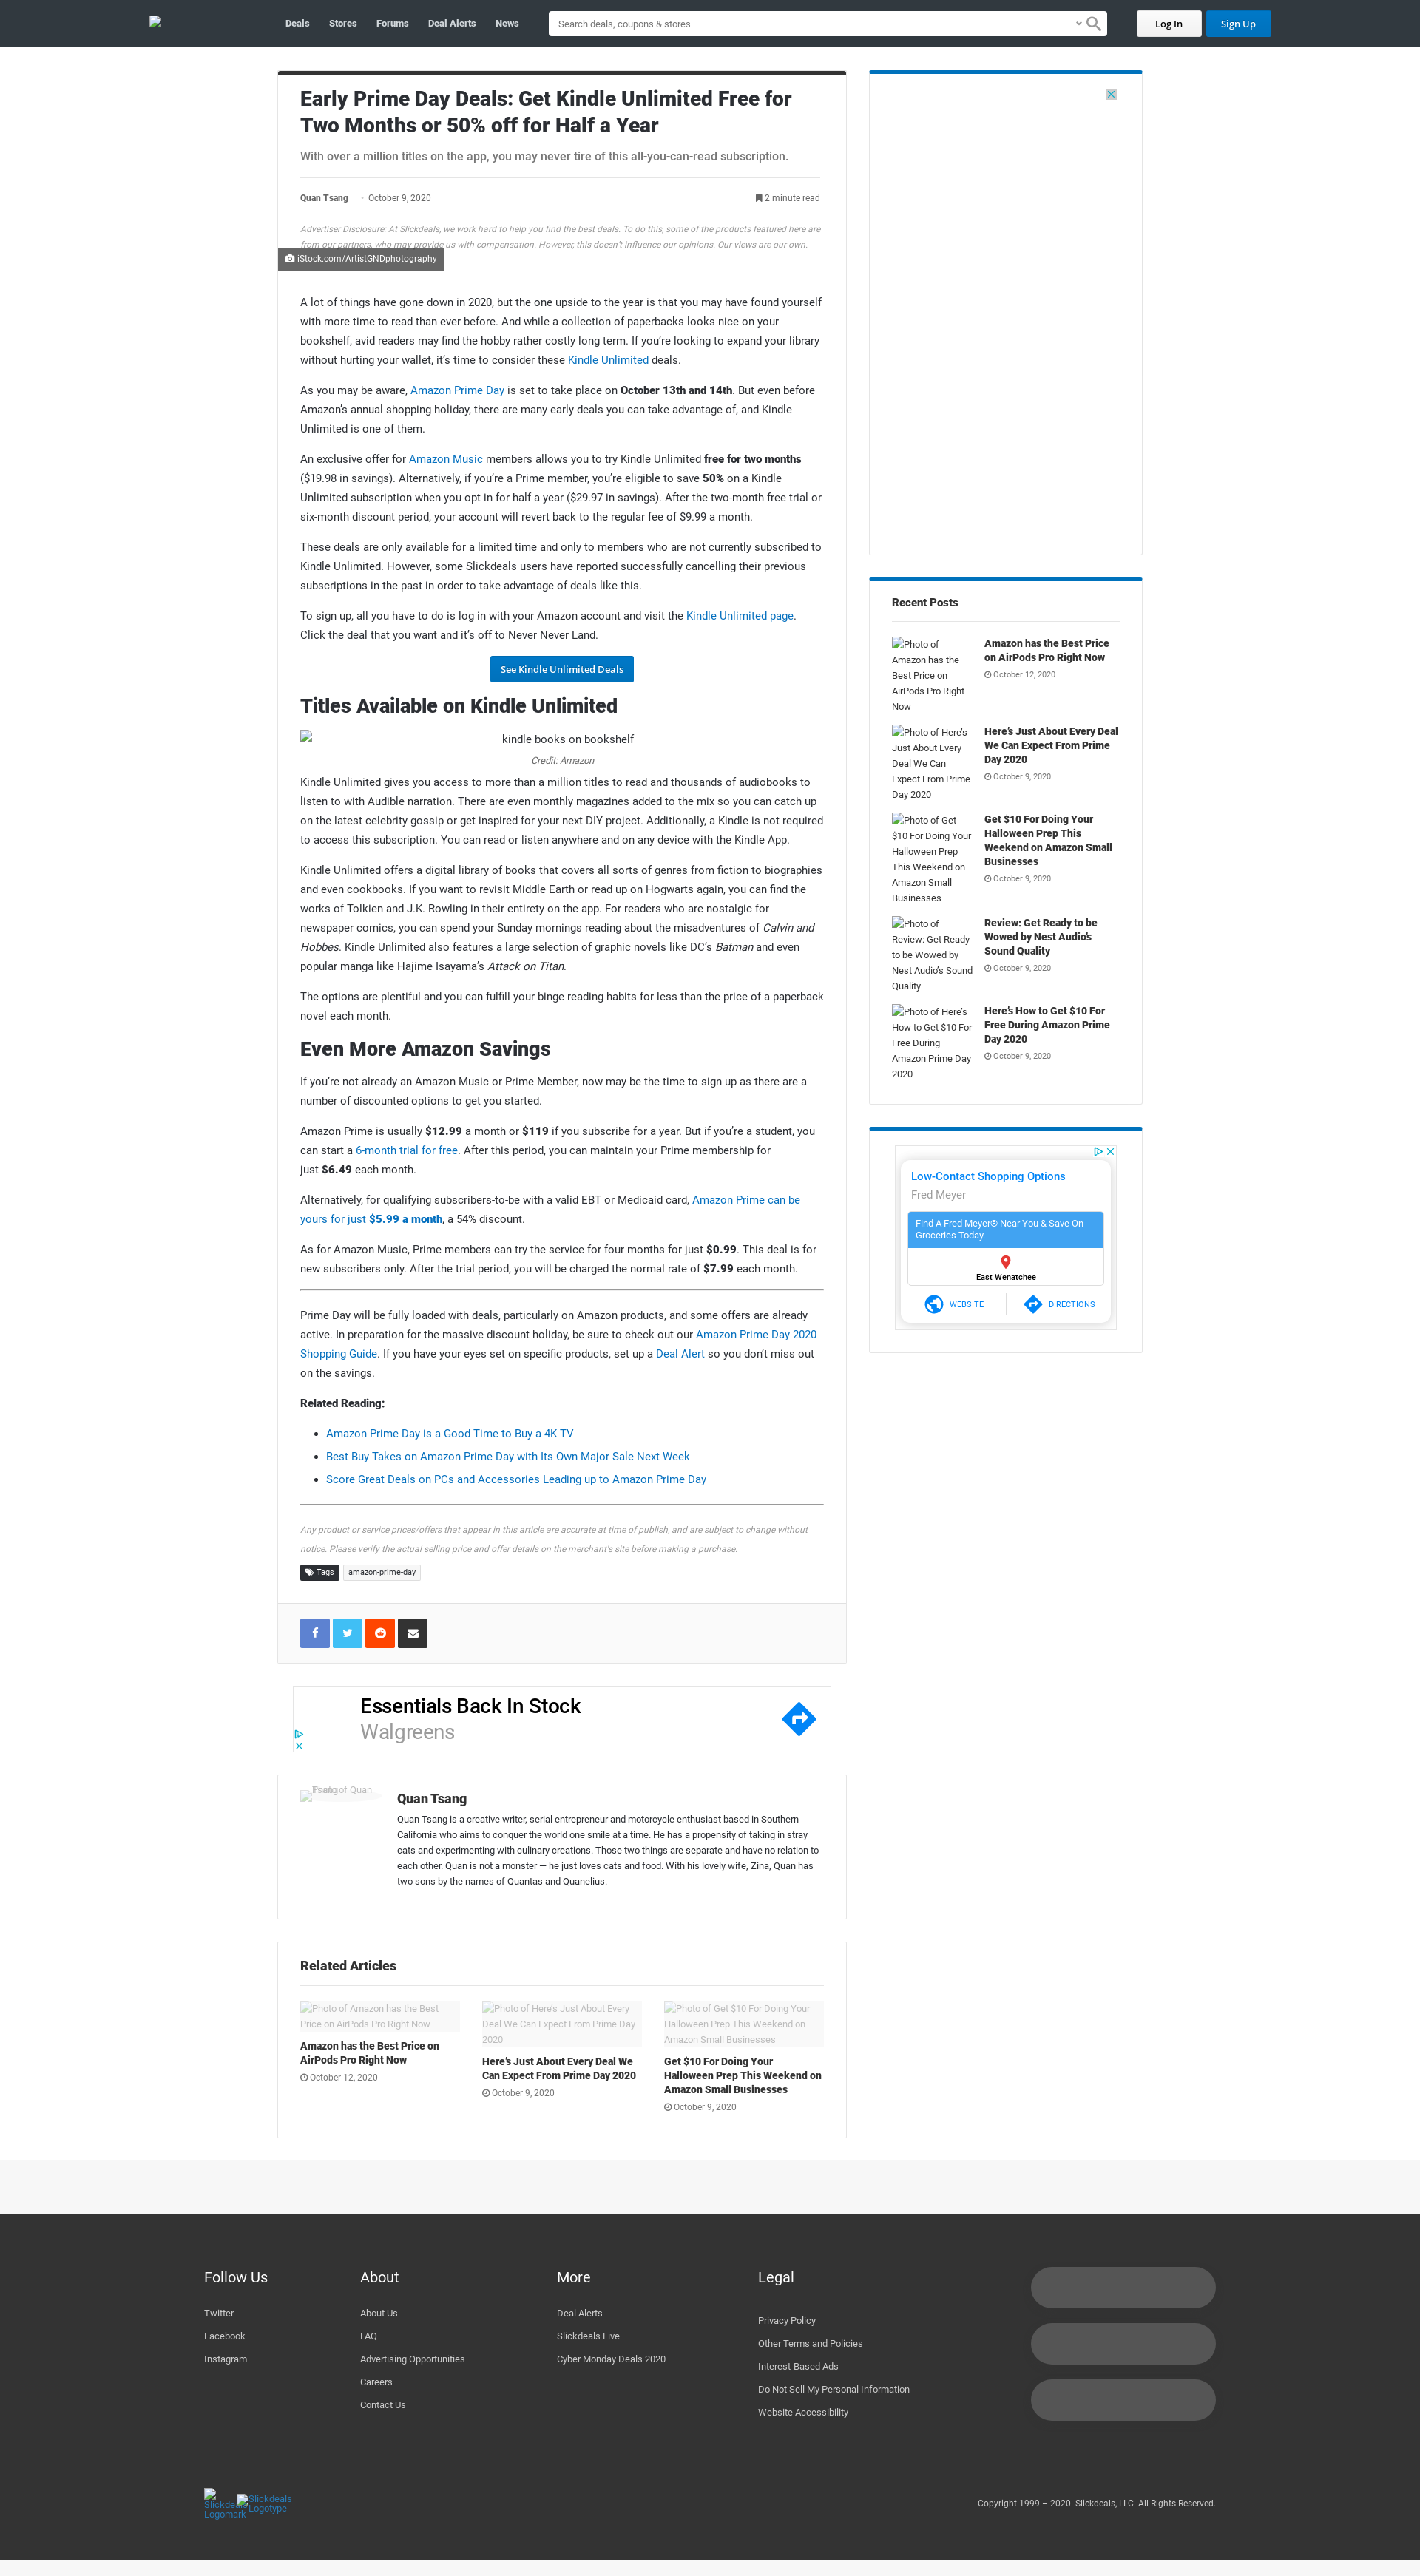 Deals Stores Forums Deal Alerts News Search deals, coupons & stores Log In Sign Up
Early Prime Day Deals: Get Kindle Unlimited Free for
Two Months or 50% off for Half a Year
With over a million titles on the app, you may never tire of this all-you-can-read subscription.
Quan Tsang · October 9, 2020 2 minute read
Advertiser Disclosure: At Slickdeals, we work hard to help you find the best deals. To do this, some of the products featured here are
from our partners, who may provide us with compensation. However, this doesn't influence our opinions. Our views are our own.
iStock.com/ArtistGNDphotography
A lot of things have gone down in 2020, but the one upside to the year is that you may have found yourself
with more time to read than ever before. And while a collection of paperbacks looks nice on your
bookshelf, avid readers may find the hobby rather costly long term. If you're looking to expand your library
without hurting your wallet, it's time to consider these Kindle Unlimited deals.
As you may be aware, Amazon Prime Day is set to take place on October 13th and 14th. But even before
Amazon's annual shopping holiday, there are many early deals you can take advantage of, and Kindle
Unlimited is one of them.
An exclusive offer for Amazon Music members allows you to try Kindle Unlimited free for two months
($19.98 in savings). Alternatively, if you're a Prime member, you're eligible to save 50% on a Kindle
Unlimited subscription when you opt in for half a year ($29.97 in savings). After the two-month free trial or
six-month discount period, your account will revert back to the regular fee of $9.99 a month.
These deals are only available for a limited time and only to members who are not currently subscribed to
Kindle Unlimited. However, some Slickdeals users have reported successfully cancelling their previous
subscriptions in the past in order to take advantage of deals like this.
To sign up, all you have to do is log in with your Amazon account and visit the Kindle Unlimited page.
Click the deal that you want and it's off to Never Never Land.
See Kindle Unlimited Deals
Titles Available on Kindle Unlimited
kindle books on bookshelf
Credit: Amazon
Kindle Unlimited gives you access to more than a million titles to read and thousands of audiobooks to
listen to with Audible narration. There are even monthly magazines added to the mix so you can catch up
on the latest celebrity gossip or get inspired for your next DIY project. Additionally, a Kindle is not required
to access this subscription. You can read or listen anywhere and on any device with the Kindle App.
Kindle Unlimited offers a digital library of books that covers all sorts of genres from fiction to biographies
and even cookbooks. If you want to revisit Middle Earth or read up on Hogwarts again, you can find the
works of Tolkien and J.K. Rowling in their entirety on the app. For readers who are nostalgic for
newspaper comics, you can spend your Sunday mornings reading about the misadventures of Calvin and
Hobbes. Kindle Unlimited also features a large selection of graphic novels like DC's Batman and even
popular manga like Hajime Isayama's Attack on Titan.
The options are plentiful and you can fulfill your binge reading habits for less than the price of a paperback
novel each month.
Even More Amazon Savings
If you're not already an Amazon Music or Prime Member, now may be the time to sign up as there are a
number of discounted options to get you started.
Amazon Prime is usually $12.99 a month or $119 if you subscribe for a year. But if you're a student, you
can start a 6-month trial for free. After this period, you can maintain your Prime membership for
just $6.49 each month.
Alternatively, for qualifying subscribers-to-be with a valid EBT or Medicaid card, Amazon Prime can be
yours for just $5.99 a month, a 54% discount.
As for Amazon Music, Prime members can try the service for four months for just $0.99. This deal is for
new subscribers only. After the trial period, you will be charged the normal rate of $7.99 each month.
Prime Day will be fully loaded with deals, particularly on Amazon products, and some offers are already
active. In preparation for the massive discount holiday, be sure to check out our Amazon Prime Day 2020
Shopping Guide. If you have your eyes set on specific products, set up a Deal Alert so you don't miss out
on the savings.
Related Reading:
Amazon Prime Day is a Good Time to Buy a 4K TV
Best Buy Takes on Amazon Prime Day with Its Own Major Sale Next Week
Score Great Deals on PCs and Accessories Leading up to Amazon Prime Day
Any product or service prices/offers that appear in this article are accurate at time of publish, and are subject to change without
notice. Please verify the actual selling price and offer details on the merchant's site before making a purchase.
Tags amazon-prime-day
Essentials Back In Stock
Walgreens
Photo of Quan Tsang
Quan Tsang
Quan Tsang is a creative writer, serial entrepreneur and motorcycle enthusiast based in Southern
California who aims to conquer the world one smile at a time. He has a propensity of taking in stray
cats and experimenting with culinary creations. Those two things are separate and have no relation to
each other. Quan is not a monster — he just loves cats and food. With his lovely wife, Zina, Quan has
two sons by the names of Quantas and Quanelius.
Related Articles
Photo of Amazon has the Best
Price on AirPods Pro Right Now
Amazon has the Best Price on
AirPods Pro Right Now
October 12, 2020
Photo of Here's Just About Every
Deal We Can Expect From Prime Day
2020
Here's Just About Every Deal We
Can Expect From Prime Day 2020
October 9, 2020
Photo of Get $10 For Doing Your
Halloween Prep This Weekend on
Amazon Small Businesses
Get $10 For Doing Your
Halloween Prep This Weekend on
Amazon Small Businesses
October 9, 2020
Recent Posts
Photo of
Amazon has the
Best Price on
AirPods Pro Right
Now
Amazon has the Best Price
on AirPods Pro Right Now
October 12, 2020
Photo of Here's
Just About Every
Deal We Can
Expect From Prime
Day 2020
Here's Just About Every Deal
We Can Expect From Prime
Day 2020
October 9, 2020
Photo of Get
$10 For Doing Your
Halloween Prep
This Weekend on
Amazon Small
Businesses
Get $10 For Doing Your
Halloween Prep This
Weekend on Amazon Small
Businesses
October 9, 2020
Photo of
Review: Get Ready
to be Wowed by
Nest Audio's Sound
Quality
Review: Get Ready to be
Wowed by Nest Audio's
Sound Quality
October 9, 2020
Photo of Here's
How to Get $10 For
Free During
Amazon Prime Day
2020
Here's How to Get $10 For
Free During Amazon Prime
Day 2020
October 9, 2020
Low-Contact Shopping Options
Fred Meyer
Find A Fred Meyer® Near You & Save On
Groceries Today.
East Wenatchee
WEBSITE DIRECTIONS
Follow Us
Twitter
Facebook
Instagram
About
About Us
FAQ
Advertising Opportunities
Careers
Contact Us
More
Deal Alerts
Slickdeals Live
Cyber Monday Deals 2020
Legal
Privacy Policy
Other Terms and Policies
Interest-Based Ads
Do Not Sell My Personal Information
Website Accessibility
Slickdeals
Logomark
Slickdeals
Logotype
Copyright 1999 – 2020. Slickdeals, LLC. All Rights Reserved.